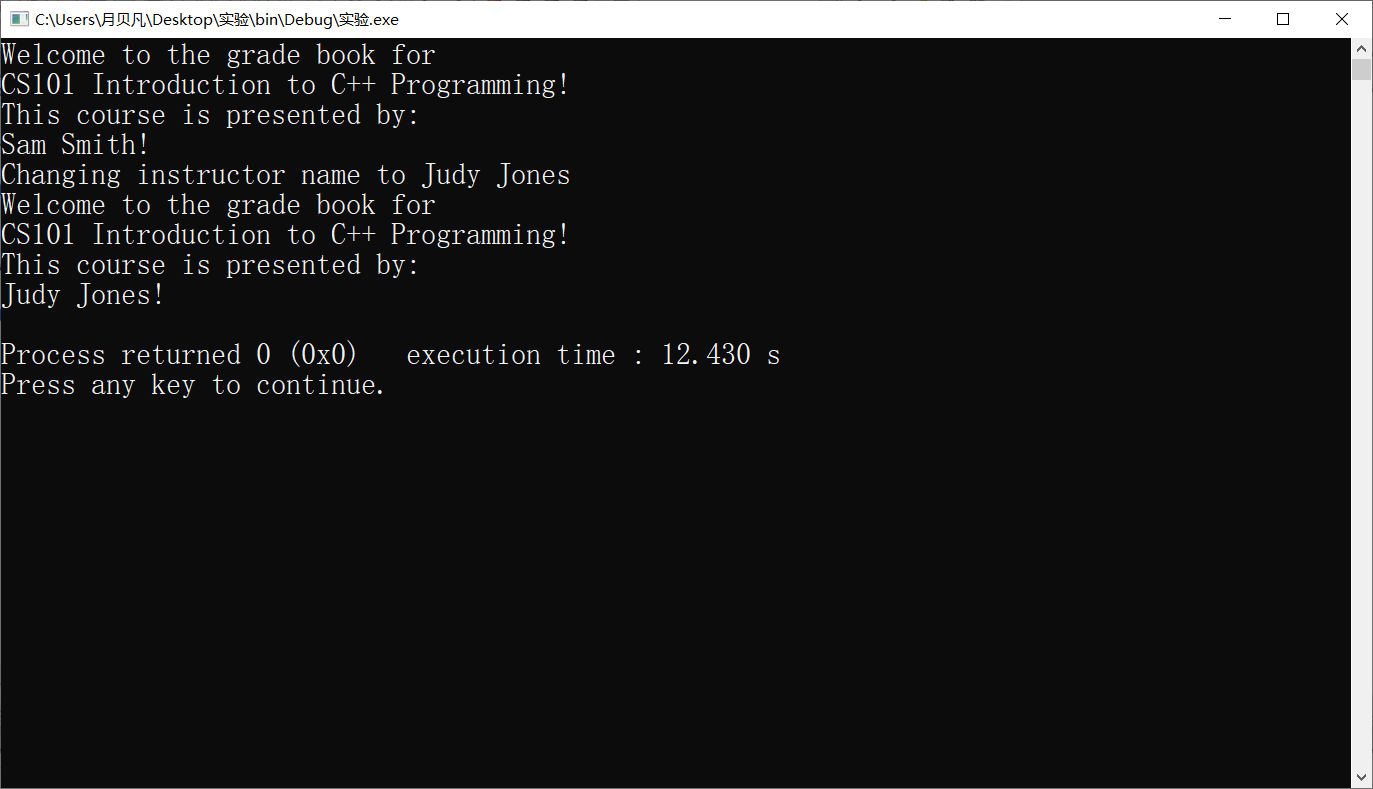 C:\Users\月贝凡\Desktop\实验\bin\Debug\实验.exe
Welcome to the grade book for
CS101 Introduction to C++ Programming!
This course is presented by:
Sam Smith!
Changing instructor name to Judy Jones
Welcome to the grade book for
CS101 Introduction to C++ Programming!
This course is presented by:
Judy Jones!
Process returned 0 (0x0)   execution time : 12.430 s
Press any key to continue.